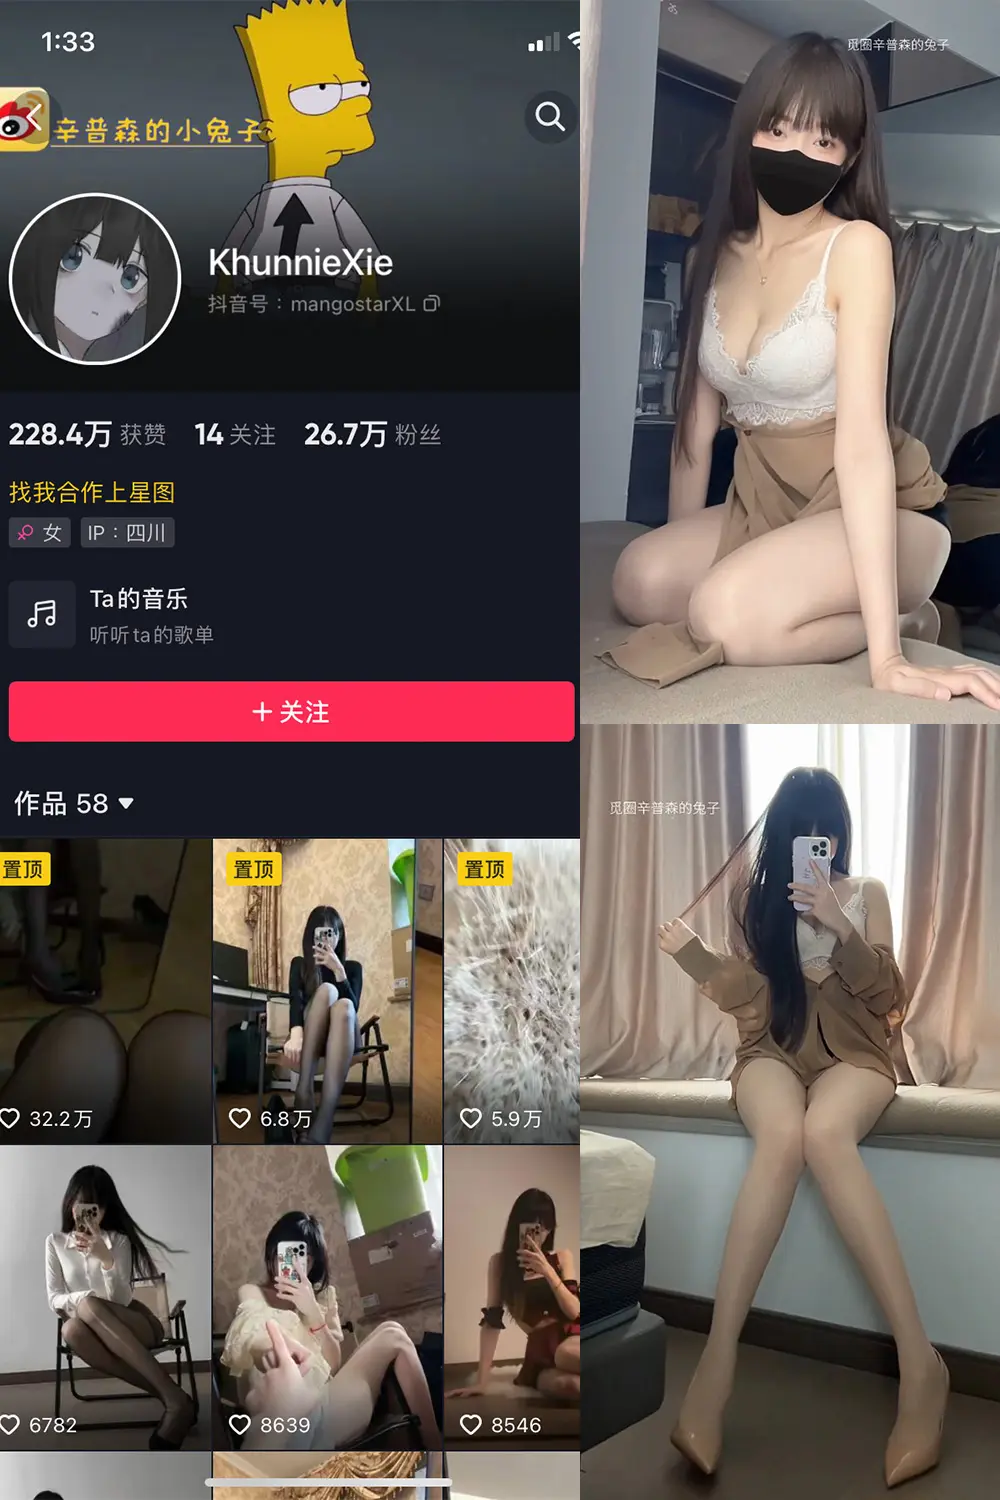 1:33
辛普森的小兔子
KhunnieXie
抖音号：mangostarXL
228.4万 获赞 14 关注 26.7万 粉丝
找我合作上星图
女 IP：四川
Ta的音乐
听听ta的歌单
+ 关注
作品 58
置顶 置顶 置顶
32.2万 6.8万 5.9万
6782 8639 8546
觅圈辛普森的兔子
觅圈辛普森的兔子